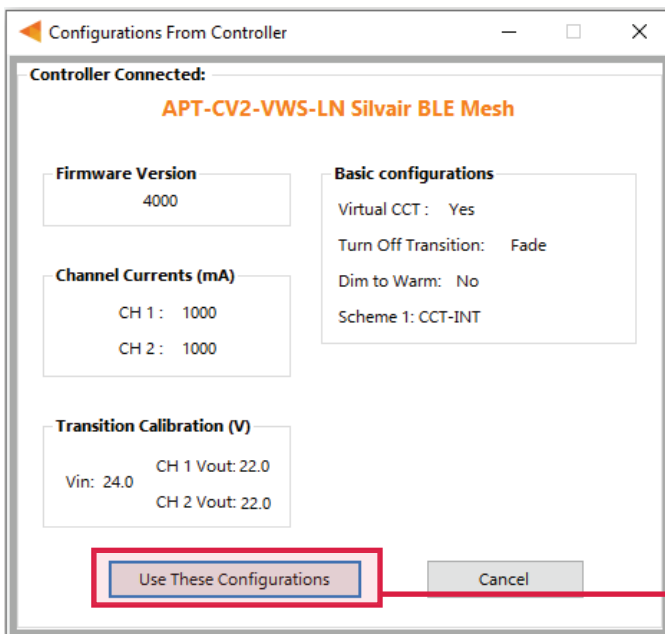 Configurations From Controller
Controller Connected:
APT-CV2-VWS-LN Silvair BLE Mesh
Firmware Version
4000
Channel Currents (mA)
CH 1 : 1000
CH 2 : 1000
Transition Calibration (V)
Vin: 24.0
CH 1 Vout: 22.0
CH 2 Vout: 22.0
Basic configurations
Virtual CCT : Yes
Turn Off Transition: Fade
Dim to Warm: No
Scheme 1: CCT-INT
Use These Configurations
Cancel